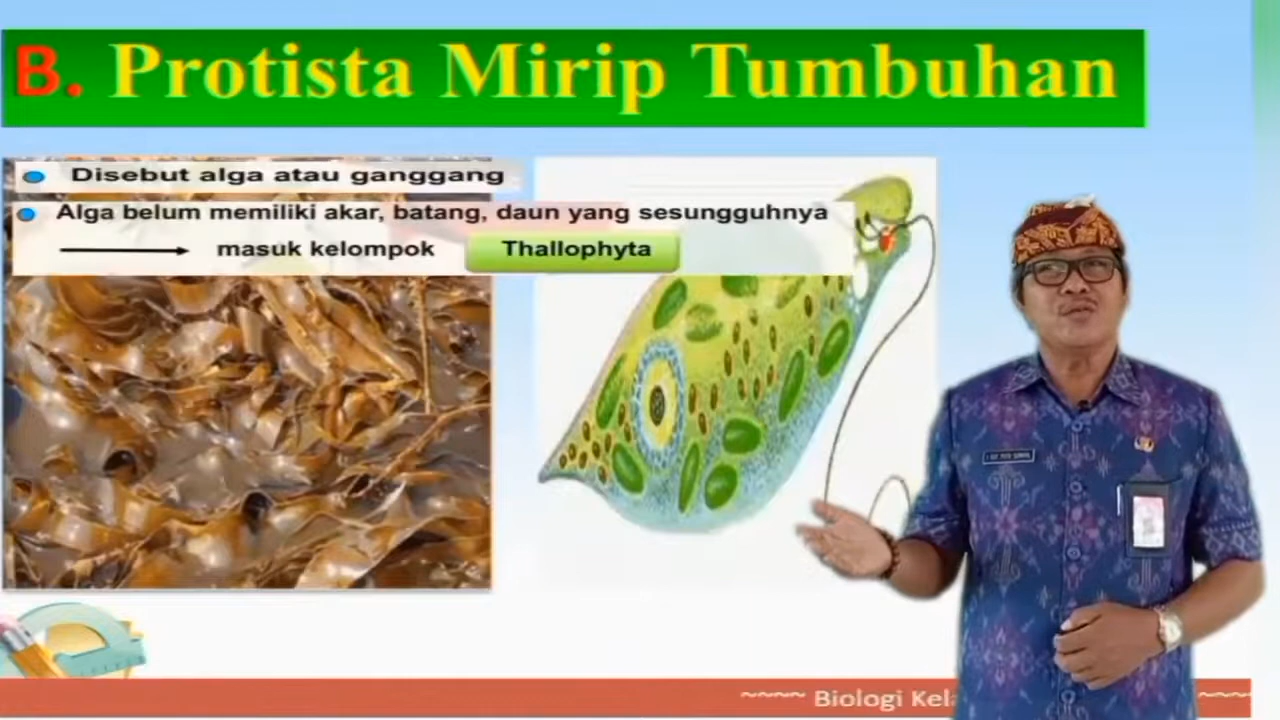 B. Protista Mirip Tumbuhan
Disebut alga atau ganggang
Alga belum memiliki akar, batang, daun yang sesungguhnya
masuk kelompok Thallophyta
~~~~ Biologi Kela ~~~~